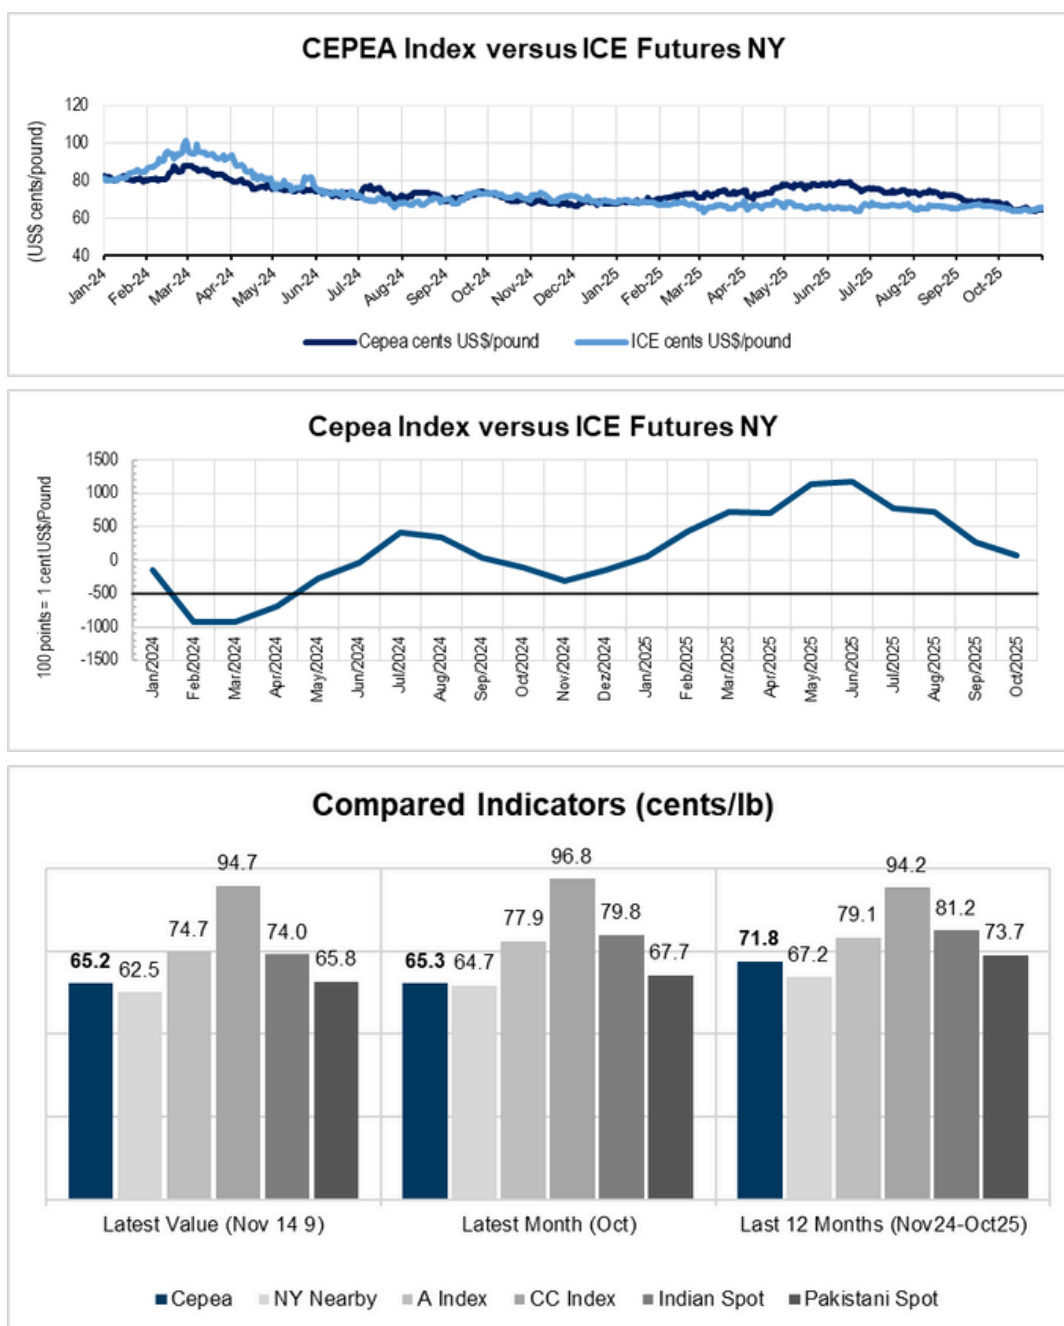 CEPEA Index versus ICE Futures NY
(US$ cents/pound)
120
100
80
60
40
Jan-24 Feb-24 Mar-24 Apr-24 May-24 Jun-24 Jul-24 Aug-24 Sep-24 Oct-24 Nov-24 Dec-24 Jan-25 Feb-25 Mar-25 Apr-25 May-25 Jun-25 Jul-25 Aug-25 Sep-25 Oct-25
Cepea cents US$/pound ICE cents US$/pound
Cepea Index versus ICE Futures NY
100 points = 1 cent US$/Pound
1500
1000
500
0
-500
-1000
-1500
Jan/2024 Feb/2024 Mar/2024 Apr/2024 May/2024 Jun/2024 Jul/2024 Aug/2024 Sep/2024 Oct/2024 Nov/2024 Dez/2024 Jan/2025 Feb/2025 Mar/2025 Apr/2025 May/2025 Jun/2025 Jul/2025 Aug/2025 Sep/2025 Oct/2025
Compared Indicators (cents/lb)
65.2 62.5 74.7 94.7 74.0 65.8
65.3 64.7 77.9 96.8 79.8 67.7
71.8 67.2 79.1 94.2 81.2 73.7
Latest Value (Nov 14 9) Latest Month (Oct) Last 12 Months (Nov24-Oct25)
Cepea NY Nearby A Index CC Index Indian Spot Pakistani Spot